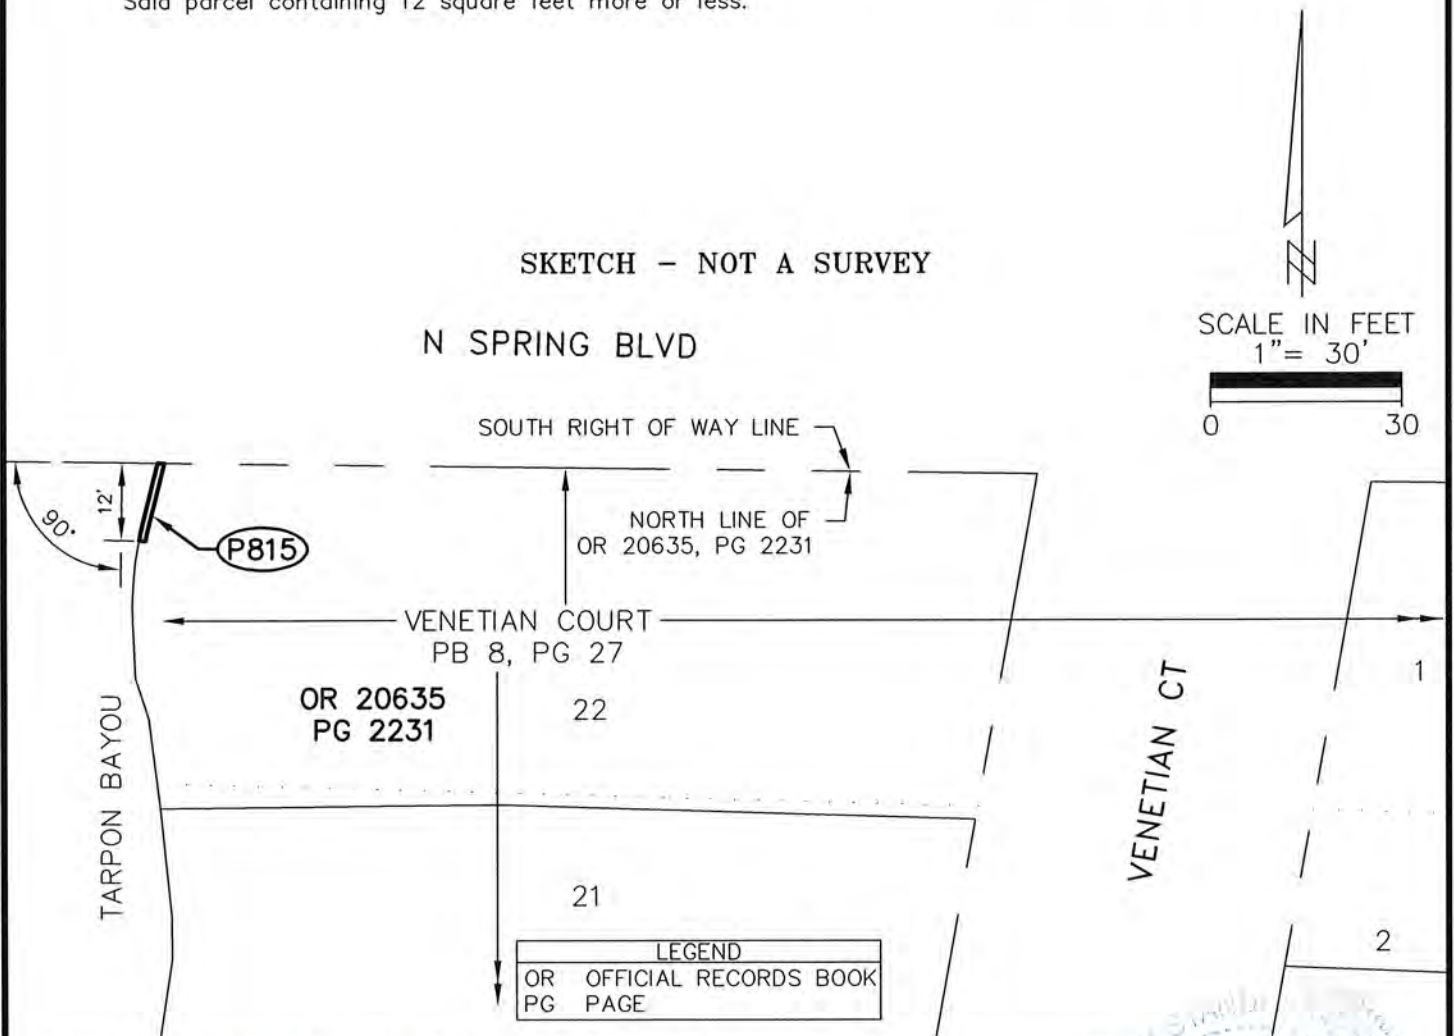 Said parcel containing 12 square feet more or less.
SKETCH - NOT A SURVEY
N SPRING BLVD
N
SCALE IN FEET
1"= 30'
0 30
SOUTH RIGHT OF WAY LINE
NORTH LINE OF
OR 20635, PG 2231
90°
12'
P815
VENETIAN COURT
PB 8, PG 27
OR 20635
PG 2231
22
TARPON BAYOU
VENETIAN CT
1
21
2
LEGEND
OR OFFICIAL RECORDS BOOK
PG PAGE